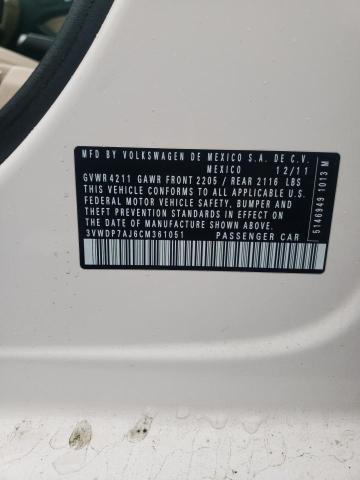 MFD. BY VOLKSWAGEN DE MEXICO S.A. DE C.V.
MEXICO 12/11
GVWR 4211 GAWR FRONT 2205 / REAR 2116 LBS
THIS VEHICLE CONFORMS TO ALL APPLICABLE U.S.
FEDERAL MOTOR VEHICLE SAFETY, BUMPER, AND
THEFT PREVENTION STANDARDS IN EFFECT ON THE
DATE OF MANUFACTURE SHOWN ABOVE.
3VWDP7AJ6CM361051 PASSENGER CAR
5146949 1013 M